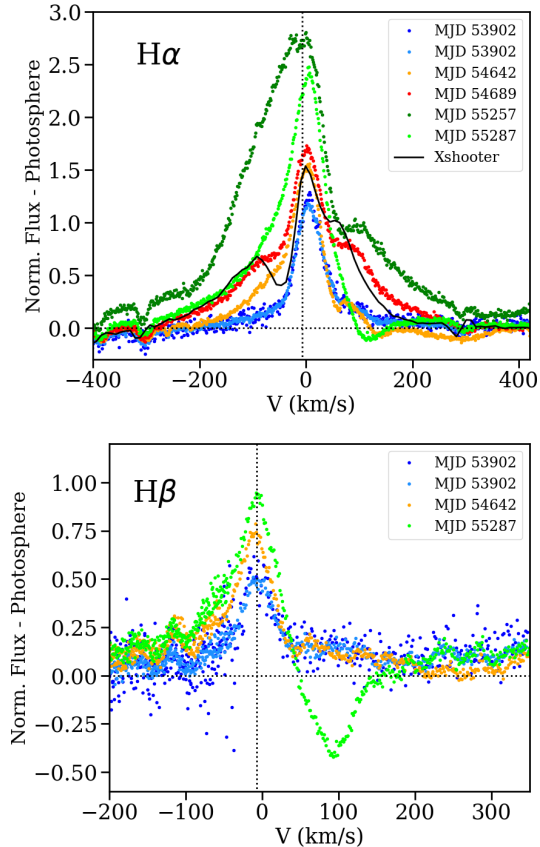 Hα
MJD 53902
MJD 53902
MJD 54642
MJD 54689
MJD 55257
MJD 55287
Xshooter
Norm. Flux - Photosphere
3.0
2.5
2.0
1.5
1.0
0.5
0.0
−400
−200
0
200
400
V (km/s)
Hβ
MJD 53902
MJD 53902
MJD 54642
MJD 55287
Norm. Flux - Photosphere
1.00
0.75
0.50
0.25
0.00
−0.25
−0.50
−200
−100
0
100
200
300
V (km/s)